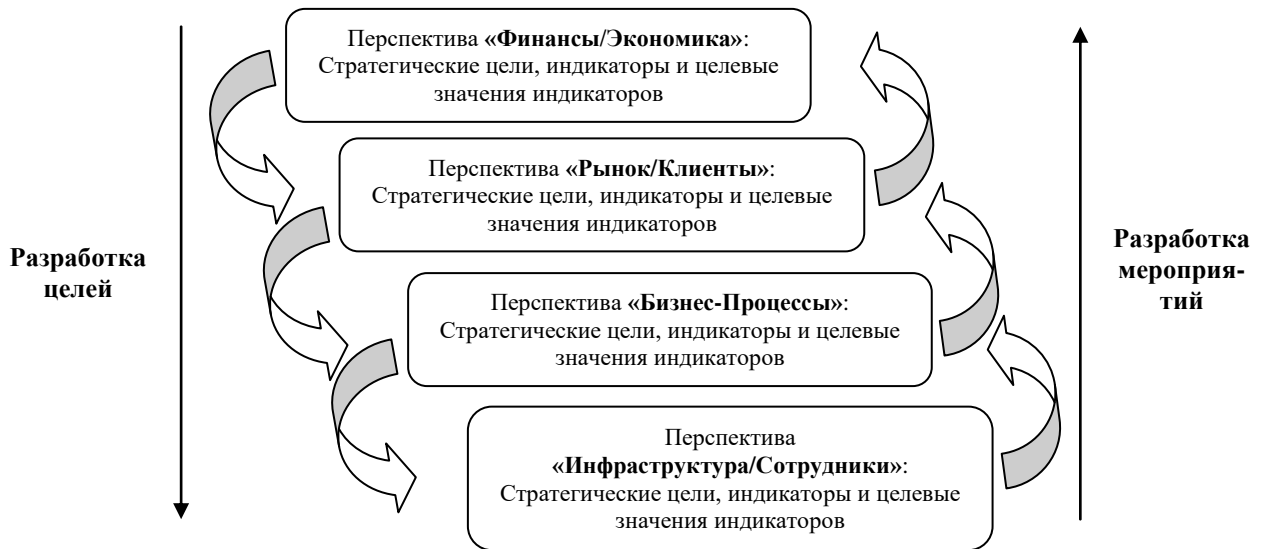 Перспектива «Финансы/Экономика»:
Стратегические цели, индикаторы и целевые
значения индикаторов
Перспектива «Рынок/Клиенты»:
Стратегические цели, индикаторы и целевые
значения индикаторов
Разработка
целей
Перспектива «Бизнес-Процессы»:
Стратегические цели, индикаторы и целевые
значения индикаторов
Разработка
мероприя-
тий
Перспектива
«Инфраструктура/Сотрудники»:
Стратегические цели, индикаторы и целевые
значения индикаторов